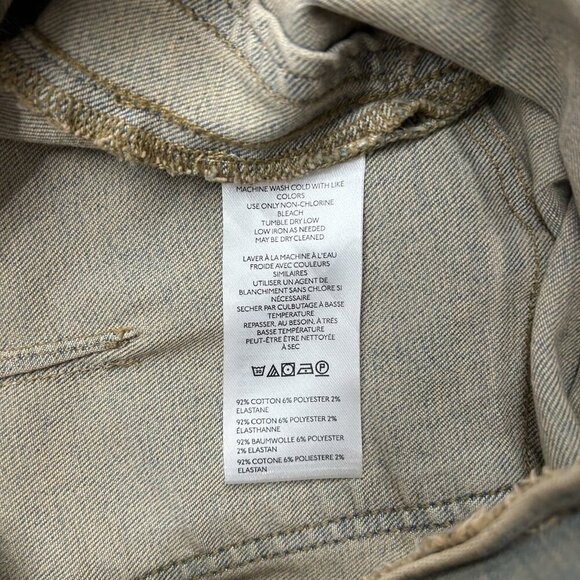 MACHINE WASH COLD WITH LIKE
COLORS
USE ONLY NON-CHLORINE
BLEACH
TUMBLE DRY LOW
LOW IRON AS NEEDED
MAY BE DRY CLEANED
LAVER À LA MACHINE À L'EAU
FROIDE AVEC COULEURS
SIMILAIRES
UTILISER UN AGENT DE
BLANCHIMENT SANS CHLORE SI
NÉCESSAIRE
SECHER PAR CULBUTAGE À BASSE
TEMPERATURE
REPASSER, AU BESOIN, À TRÈS
BASSE TEMPÉRATURE
PEUT-ÊTRE ÊTRE NETTOYÉE
À SEC
92% COTTON 6% POLYESTER 2%
ELASTANE
92% COTON 6% POLYESTER 2%
ÉLASTHANNE
92% BAUMWOLLE 6% POLYESTER
2% ELASTAN
92% COTONE 6% POLIESTERE 2%
ELASTAN